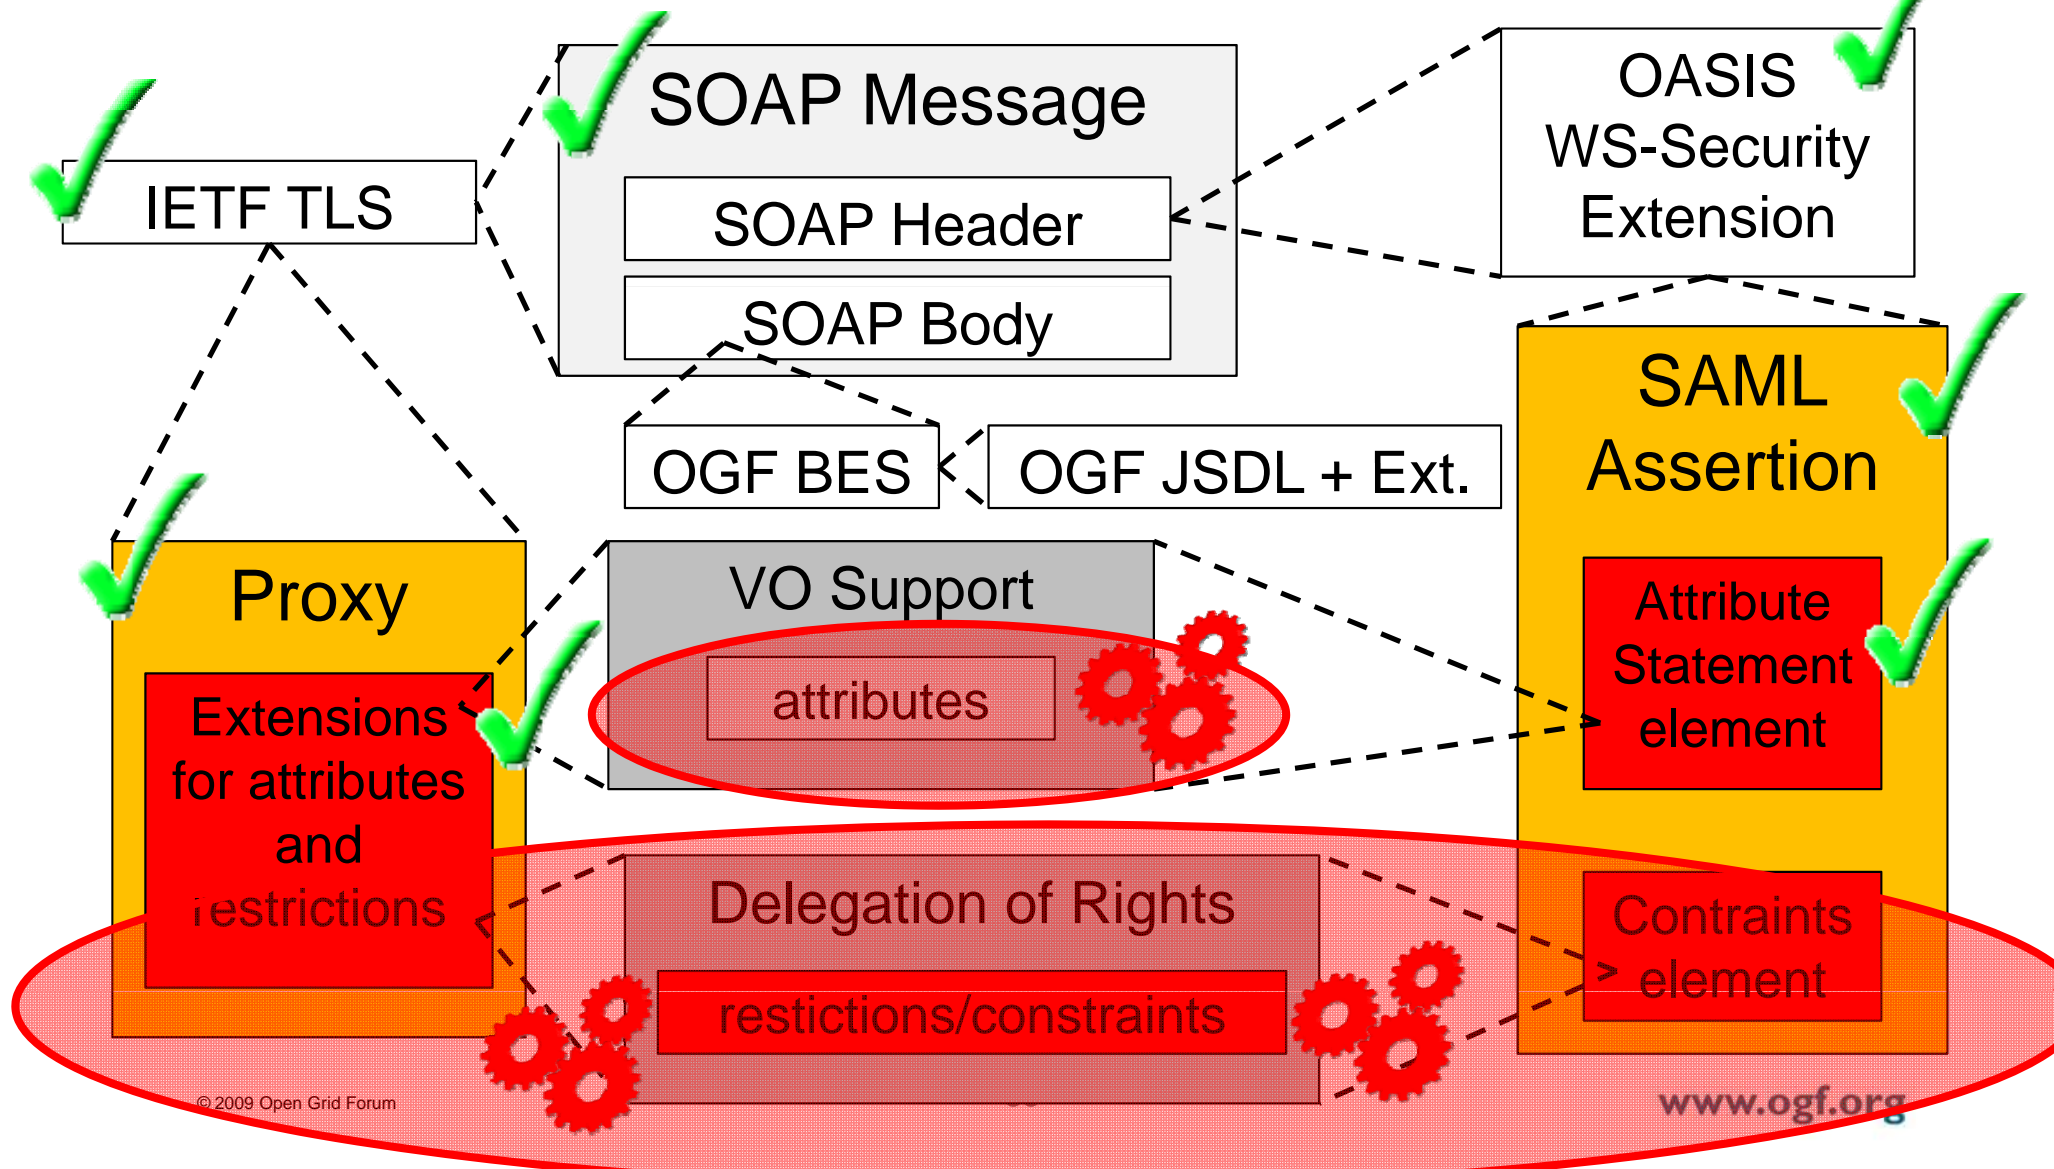 SOAP Message
OASIS
WS-Security
Extension
IETF TLS
SOAP Header
SOAP Body
SAML
Assertion
OGF BES
OGF JSDL + Ext.
Proxy
VO Support
Attribute
Statement
element
attributes
Extensions
for attributes
and
restrictions
Delegation of Rights
Contraints
element
restictions/constraints
© 2009 Open Grid Forum
www.ogf.org